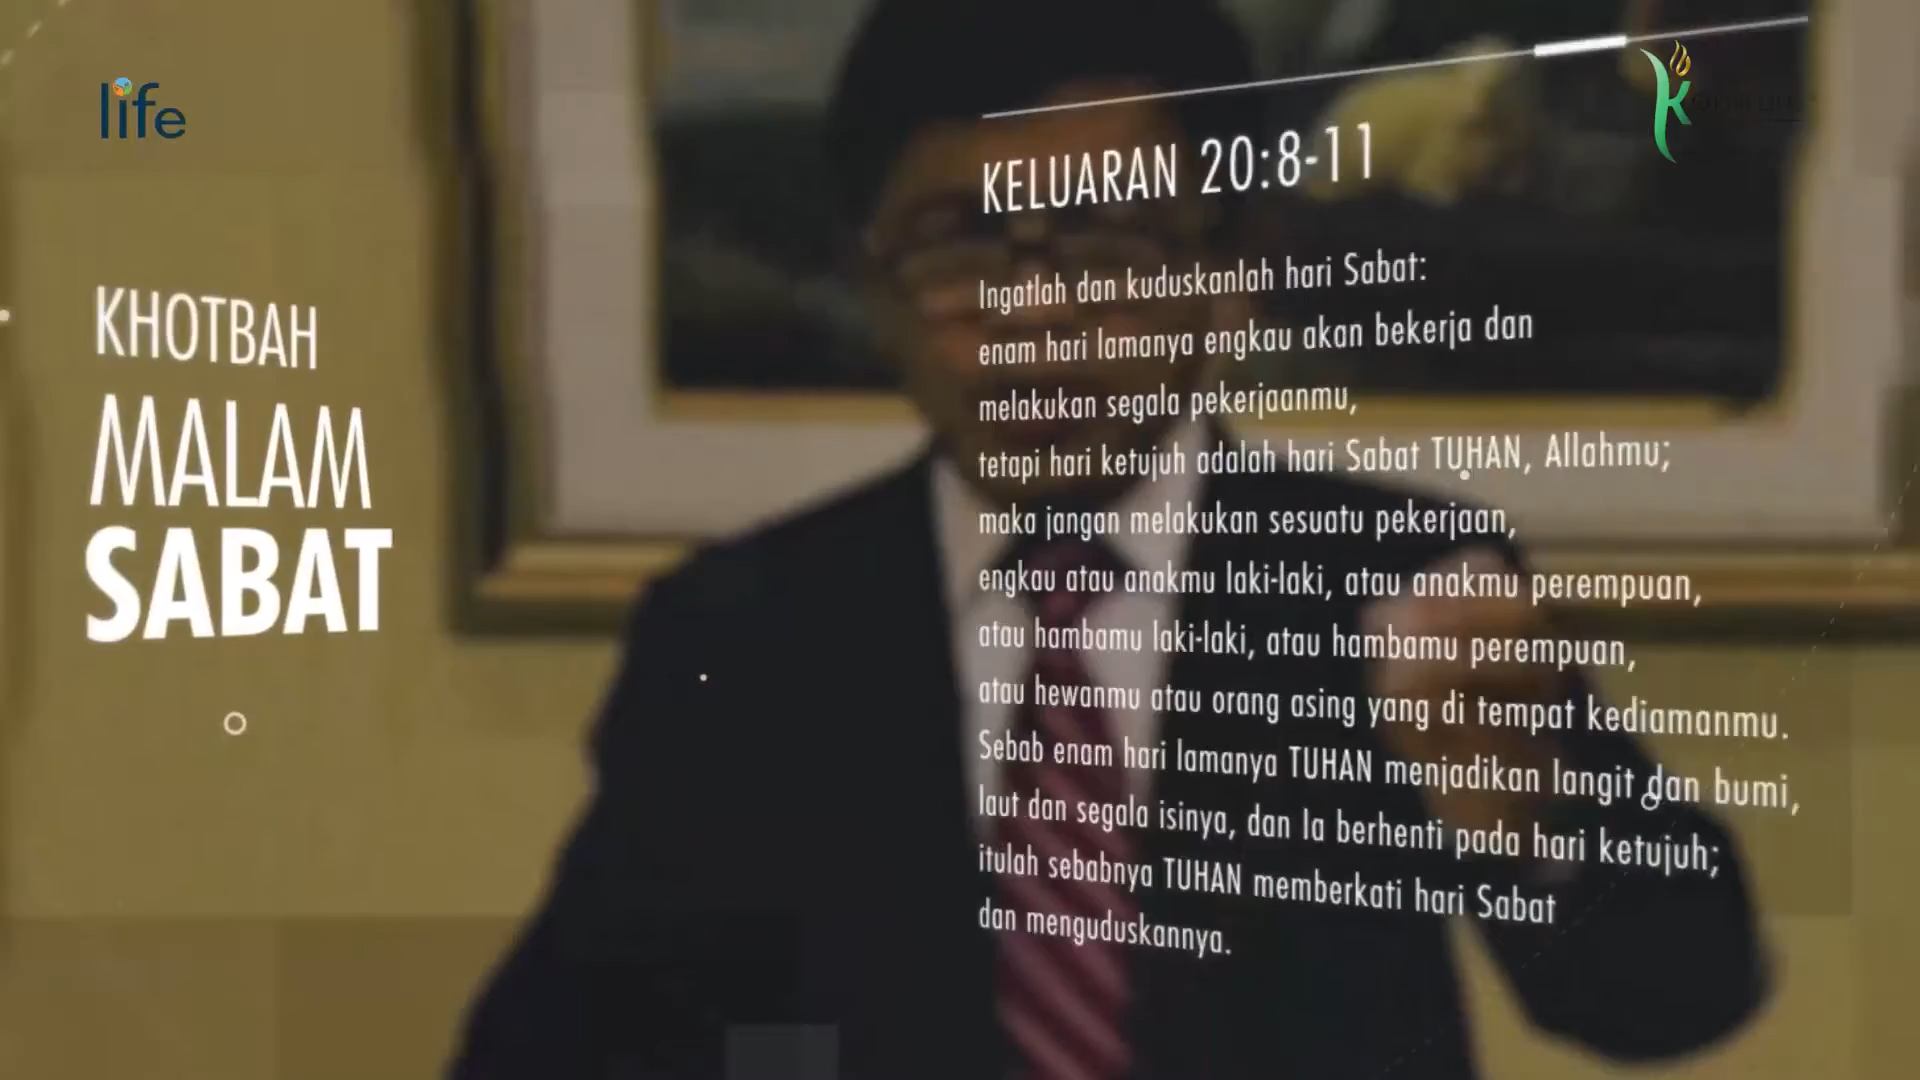 life
KHOTBAH
MALAM
SABAT
KELUARAN 20:8-11
Ingatlah dan kuduskanlah hari Sabat:
enam hari lamanya engkau akan bekerja dan
melakukan segala pekerjaanmu,
tetapi hari ketujuh adalah hari Sabat TUHAN, Allahmu;
maka jangan melakukan sesuatu pekerjaan,
engkau atau anakmu laki-laki, atau anakmu perempuan,
atau hambamu laki-laki, atau hambamu perempuan,
atau hewanmu atau orang asing yang di tempat kediamanmu.
Sebab enam hari lamanya TUHAN menjadikan langit dan bumi,
laut dan segala isinya, dan Ia berhenti pada hari ketujuh;
itulah sebabnya TUHAN memberkati hari Sabat
dan menguduskannya.